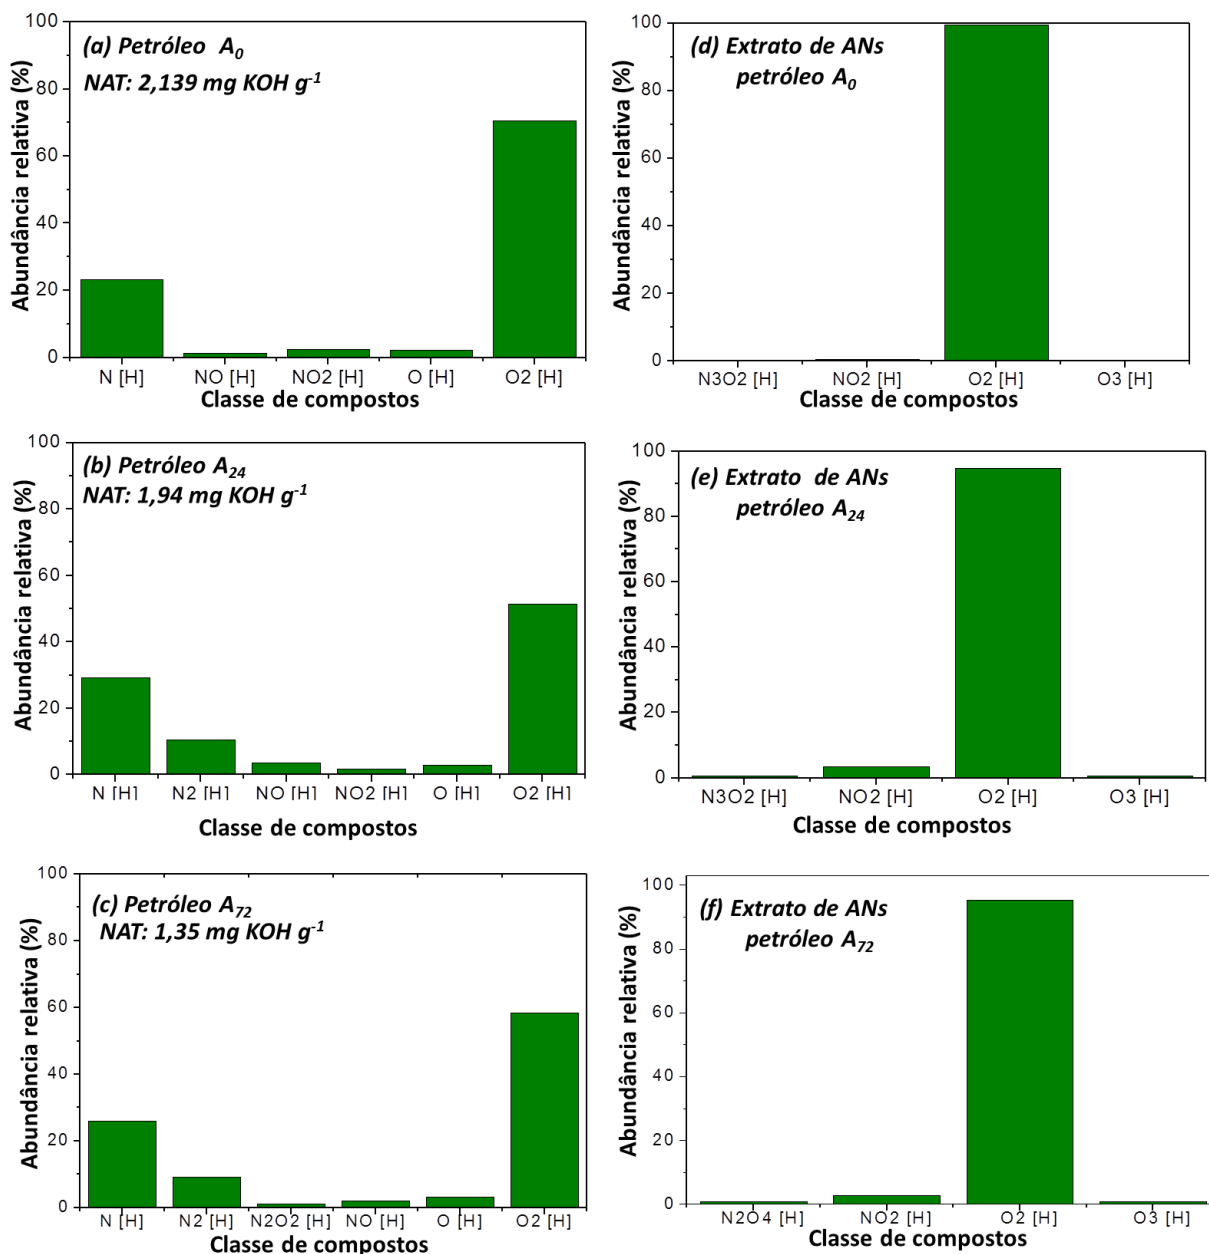 (a) Petróleo A0
NAT: 2,139 mg KOH g-1
Abundância relativa (%)
100
80
60
40
20
0
N [H] NO [H] NO2 [H] O [H] O2 [H]
Classe de compostos
(d) Extrato de ANs
petróleo A0
Abundância relativa (%)
100
80
60
40
20
0
N3O2 [H] NO2 [H] O2 [H] O3 [H]
Classe de compostos
(b) Petróleo A24
NAT: 1,94 mg KOH g-1
Abundância relativa (%)
100
80
60
40
20
0
N [H] N2 [H] NO [H] NO2 [H] O [H] O2 [H]
Classe de compostos
(e) Extrato de ANs
petróleo A24
Abundância relativa (%)
100
80
60
40
20
0
N3O2 [H] NO2 [H] O2 [H] O3 [H]
Classe de compostos
(c) Petróleo A72
NAT: 1,35 mg KOH g-1
Abundância relativa (%)
100
80
60
40
20
0
N [H] N2 [H] N2O2 [H] NO [H] O [H] O2 [H]
Classe de compostos
(f) Extrato de ANs
petróleo A72
Abundância relativa (%)
100
80
60
40
20
0
N2O4 [H] NO2 [H] O2 [H] O3 [H]
Classe de compostos